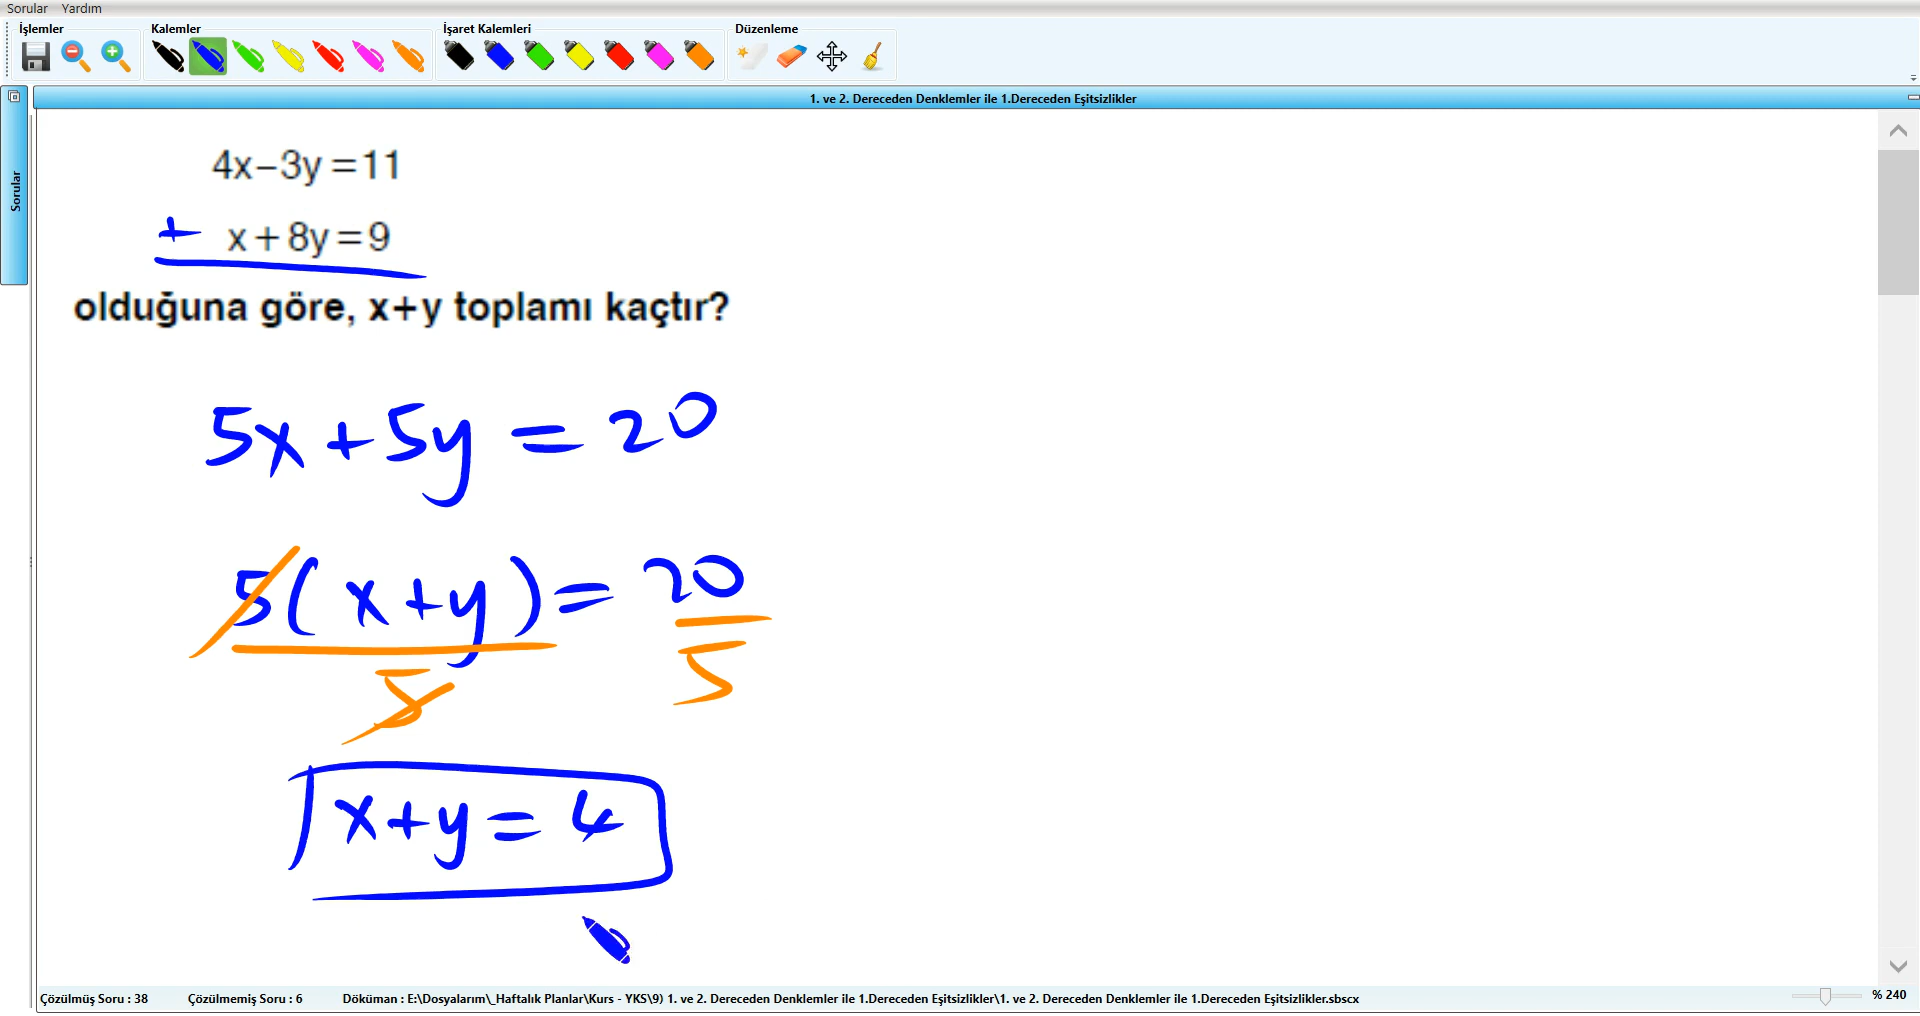 Sorular Yardım
İşlemler Kalemler İşaret Kalemleri Düzenleme
1. ve 2. Dereceden Denklemler ile 1.Dereceden Eşitsizlikler
Sorular
4x-3y=11
+ x+8y=9
olduğuna göre, x+y toplamı kaçtır?
5x+5y=20
5(x+y)=20
5 5
x+y=4
Çözülmüş Soru : 38 Çözülmemiş Soru : 6 Döküman : E:\Dosyalarım\_Haftalık Planlar\Kurs - YKS\9) 1. ve 2. Dereceden Denklemler ile 1.Dereceden Eşitsizlikler\1. ve 2. Dereceden Denklemler ile 1.Dereceden Eşitsizlikler.sbscx % 240